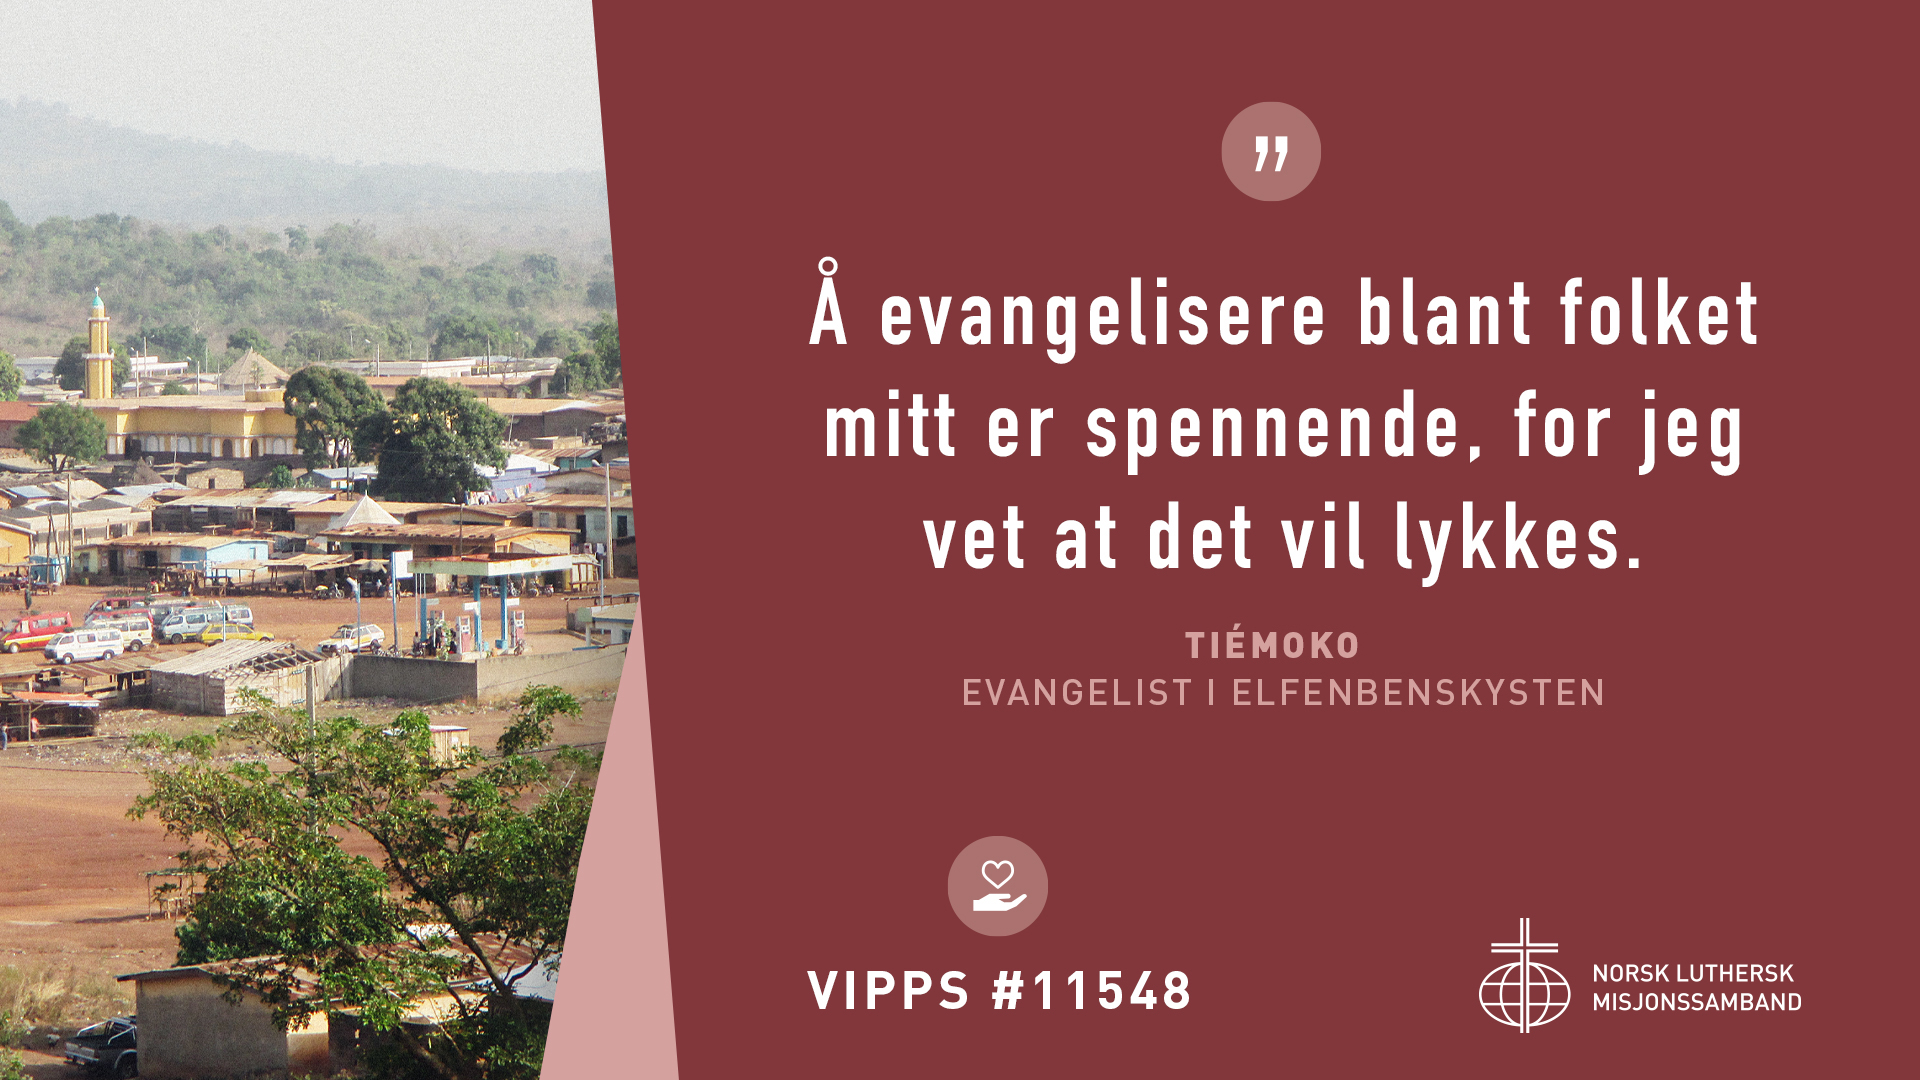 ”
Å evangelisere blant folket
mitt er spennende, for jeg
vet at det vil lykkes.
TIÉMOKO
EVANGELIST I ELFENBENSKYSTEN
VIPPS #11548
NORSK LUTHERSK
MISJONSSAMBAND